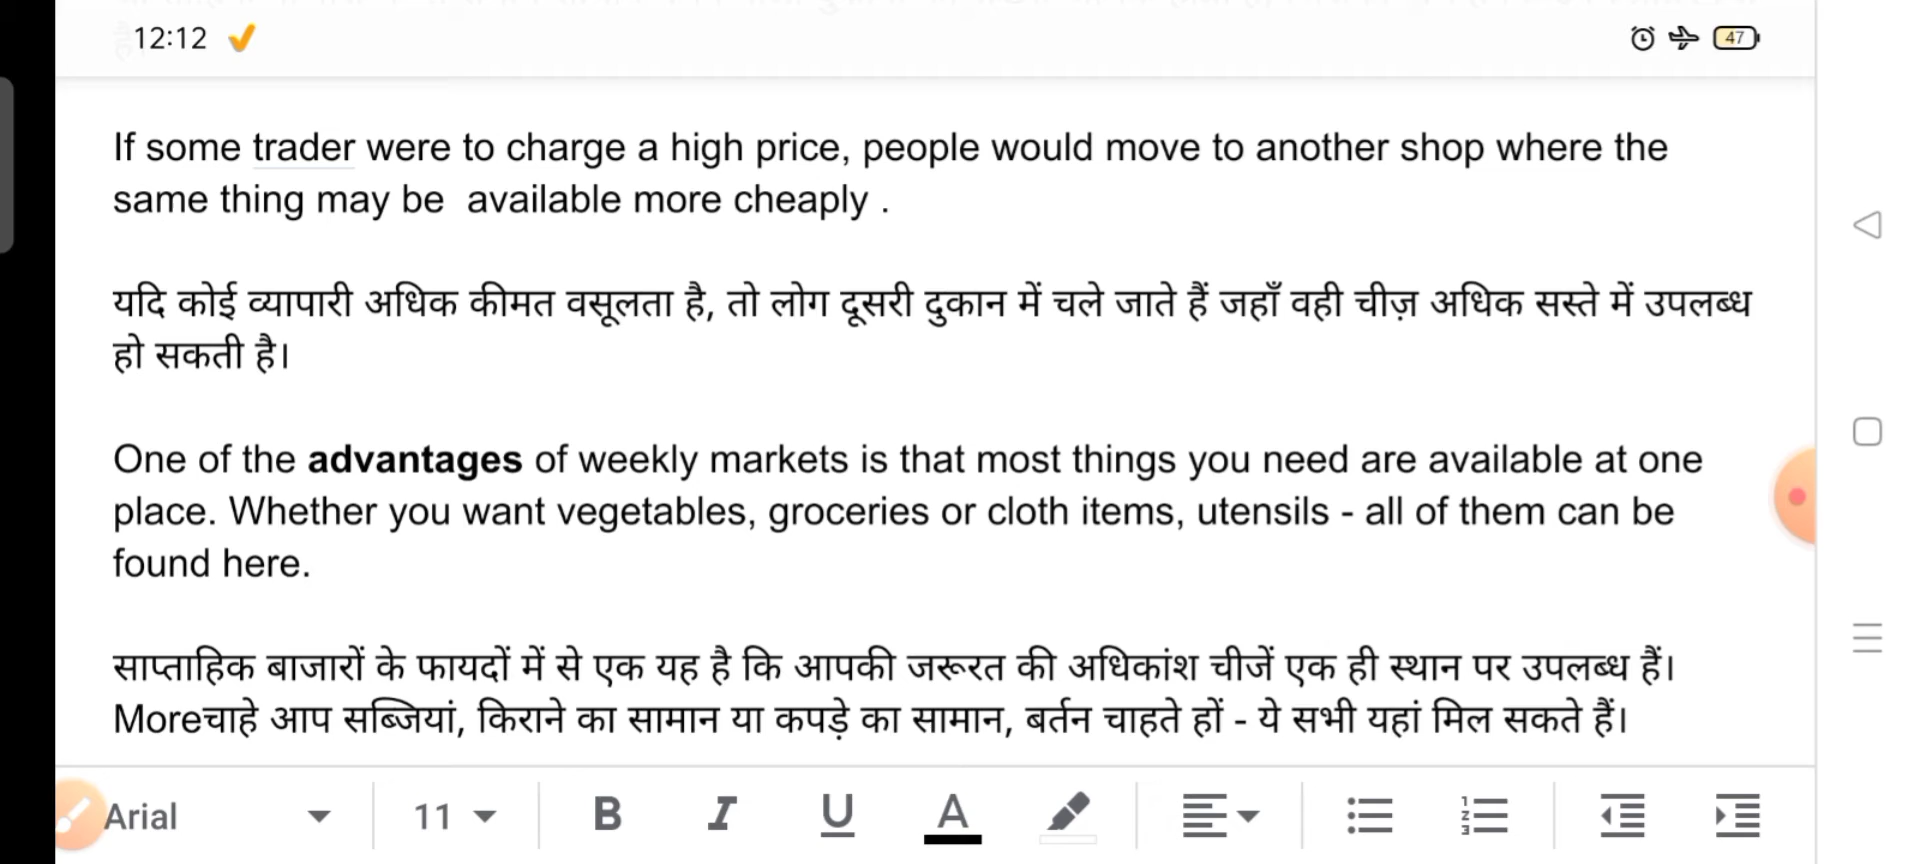 12:12
47
If some trader were to charge a high price, people would move to another shop where the
same thing may be  available more cheaply .
यदि कोई व्यापारी अधिक कीमत वसूलता है, तो लोग दूसरी दुकान में चले जाते हैं जहाँ वही चीज़ अधिक सस्ते में उपलब्ध
हो सकती है।
One of the advantages of weekly markets is that most things you need are available at one
place. Whether you want vegetables, groceries or cloth items, utensils - all of them can be
found here.
साप्ताहिक बाजारों के फायदों में से एक यह है कि आपकी जरूरत की अधिकांश चीजें एक ही स्थान पर उपलब्ध हैं।
Moreचाहे आप सब्जियां, किराने का सामान या कपड़े का सामान, बर्तन चाहते हों - ये सभी यहां मिल सकते हैं।
Arial 11 B I U A